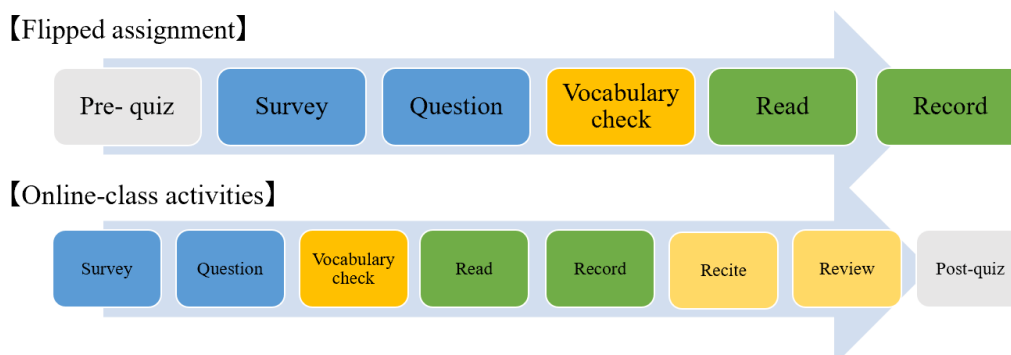 【Flipped assignment】
Pre- quiz
Survey
Question
Vocabulary
check
Read
Record
【Online-class activities】
Survey
Question
Vocabulary
check
Read
Record
Recite
Review
Post-quiz